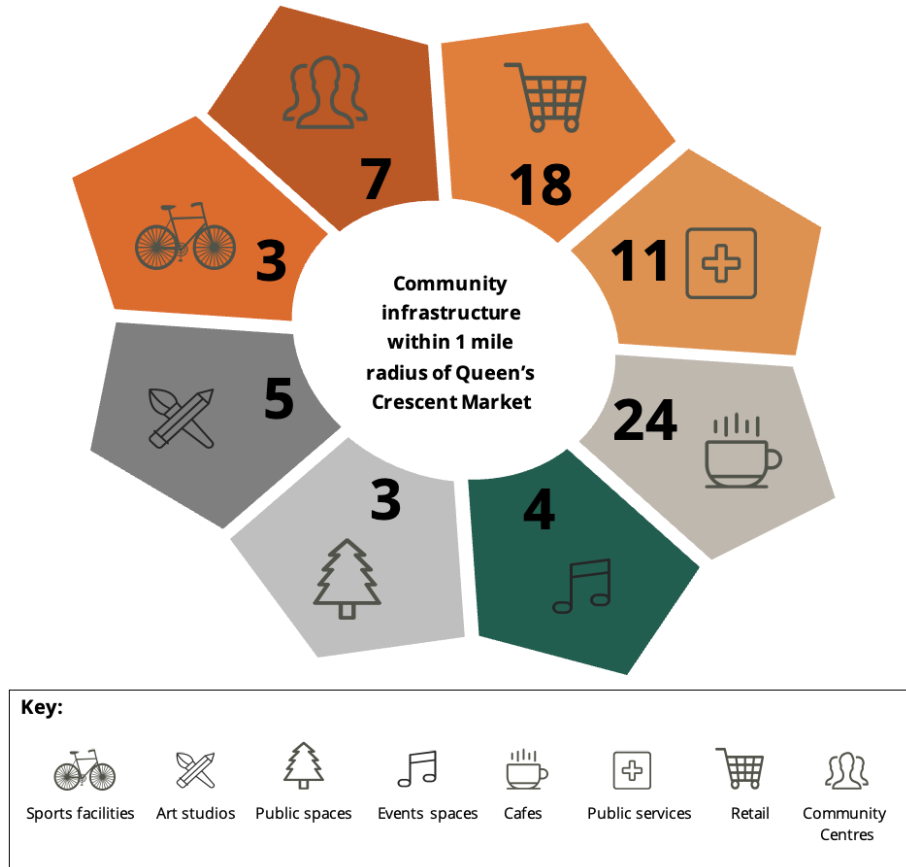 7
18
3
11
Community
infrastructure
within 1 mile
radius of Queen’s
Crescent Market
5
24
3
4
Key:
Sports facilities
Art studios
Public spaces
Events spaces
Cafes
Public services
Retail
Community
Centres